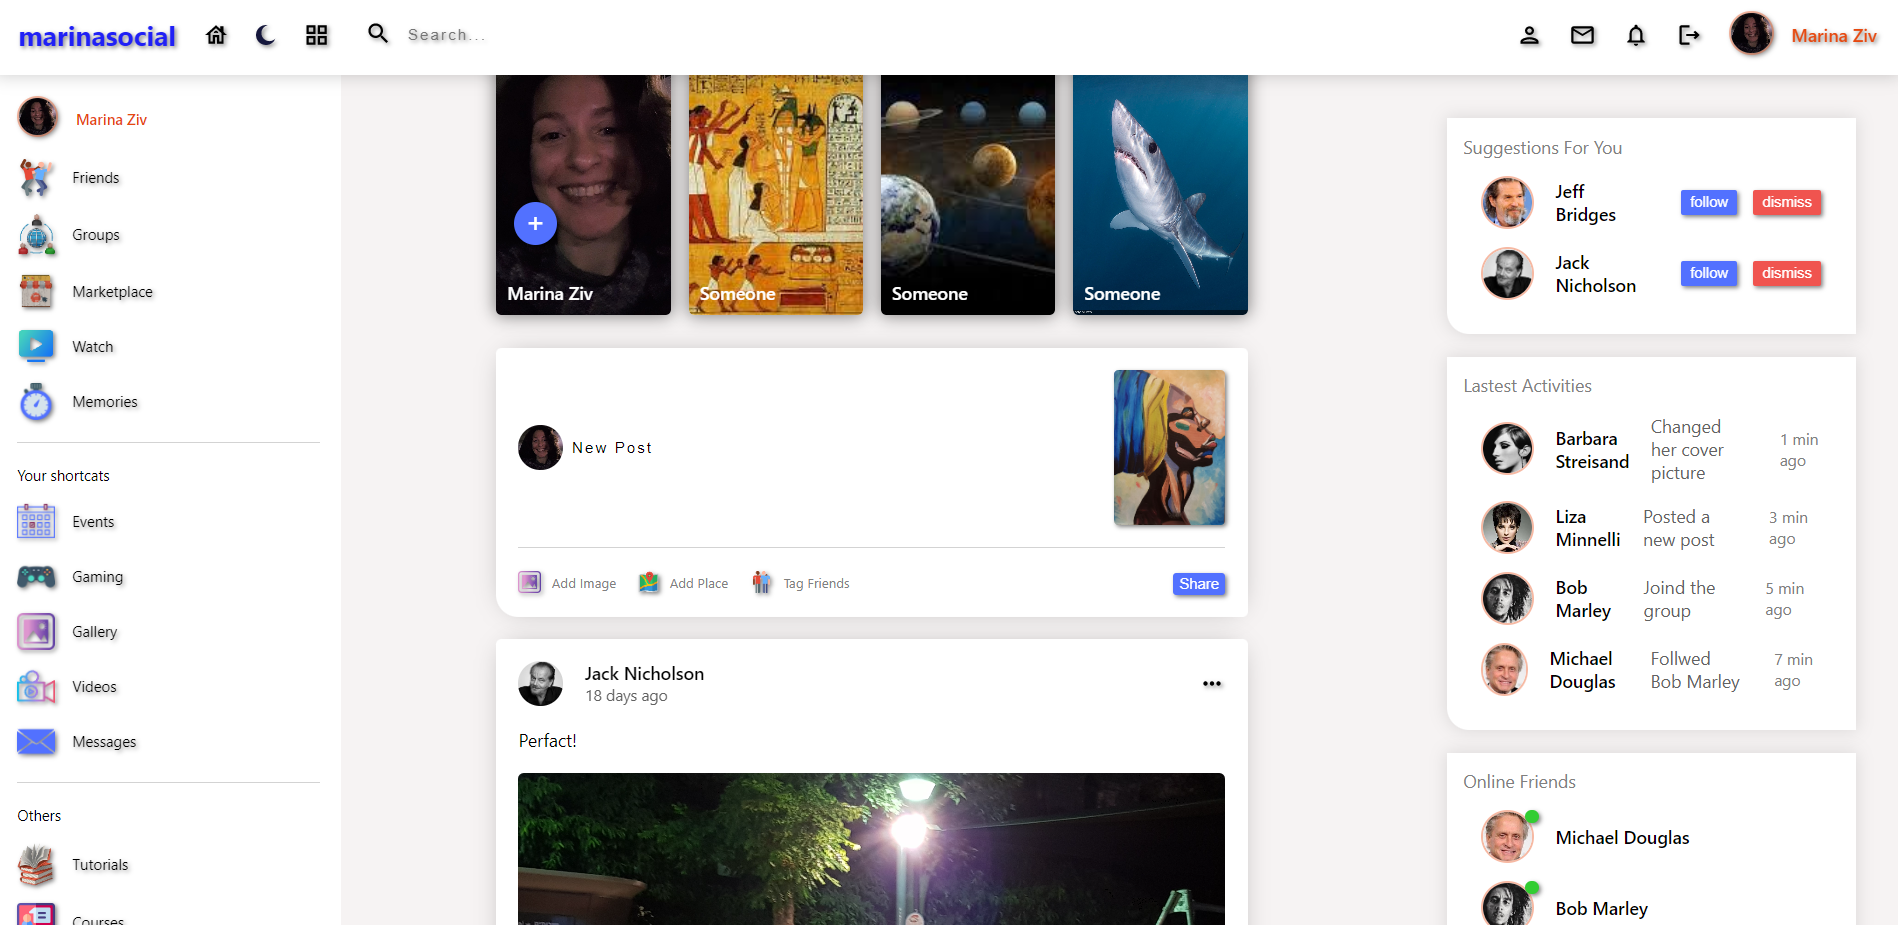 marinasocial
Search...
Marina Ziv
Marina Ziv
Friends
Groups
Marketplace
Watch
Memories
Your shortcats
Events
Gaming
Gallery
Videos
Messages
Others
Tutorials
Courses
Marina Ziv
Someone
Someone
Someone
New Post
Add Image
Add Place
Tag Friends
Share
Jack Nicholson
18 days ago
Perfact!
Suggestions For You
Jeff
Bridges
follow
dismiss
Jack
Nicholson
follow
dismiss
Lastest Activities
Barbara
Streisand
Changed
her cover
picture
1 min
ago
Liza
Minnelli
Posted a
new post
3 min
ago
Bob
Marley
Joind the
group
5 min
ago
Michael
Douglas
Follwed
Bob Marley
7 min
ago
Online Friends
Michael Douglas
Bob Marley